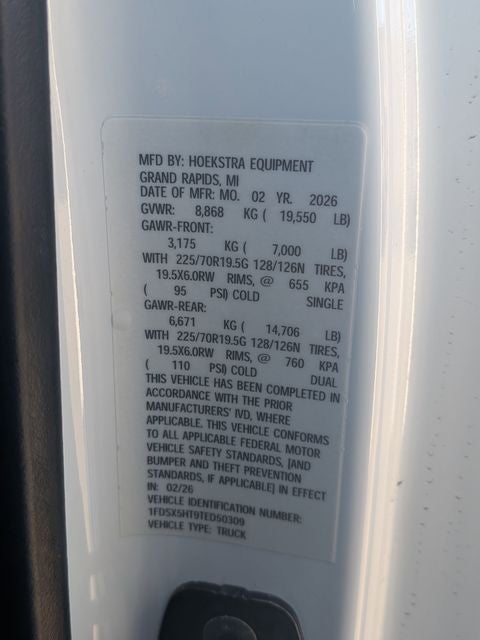 MFD BY: HOEKSTRA EQUIPMENT
GRAND RAPIDS, MI
DATE OF MFR: MO. 02 YR. 2026
GVWR: 8,868 KG ( 19,550 LB)
GAWR-FRONT:
3,175 KG ( 7,000 LB)
WITH 225/70R19.5G 128/126N TIRES,
19.5X6.0RW RIMS, @ 655 KPA
( 95 PSI) COLD SINGLE
GAWR-REAR:
6,671 KG ( 14,706 LB)
WITH 225/70R19.5G 128/126N TIRES,
19.5X6.0RW RIMS, @ 760 KPA
( 110 PSI) COLD DUAL
THIS VEHICLE HAS BEEN COMPLETED IN
ACCORDANCE WITH THE PRIOR
MANUFACTURERS' IVD, WHERE
APPLICABLE. THIS VEHICLE CONFORMS
TO ALL APPLICABLE FEDERAL MOTOR
VEHICLE SAFETY STANDARDS, [AND
BUMPER AND THEFT PREVENTION
STANDARDS, IF APPLICABLE] IN EFFECT
IN: 02/26
VEHICLE IDENTIFICATION NUMBER:
1FD5X5HT9TED50309
VEHICLE TYPE: TRUCK